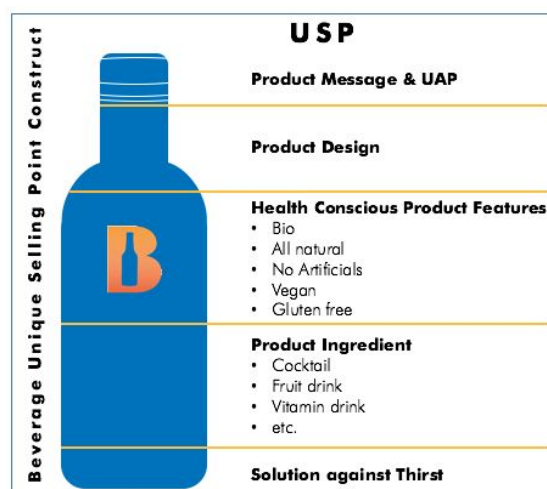 Beverage Unique Selling Point Construct
USP
Product Message & UAP
Product Design
Health Conscious Product Features
• Bio
• All natural
• No Artificials
• Vegan
• Gluten free
B
Product Ingredient
• Cocktail
• Fruit drink
• Vitamin drink
• etc.
Solution against Thirst